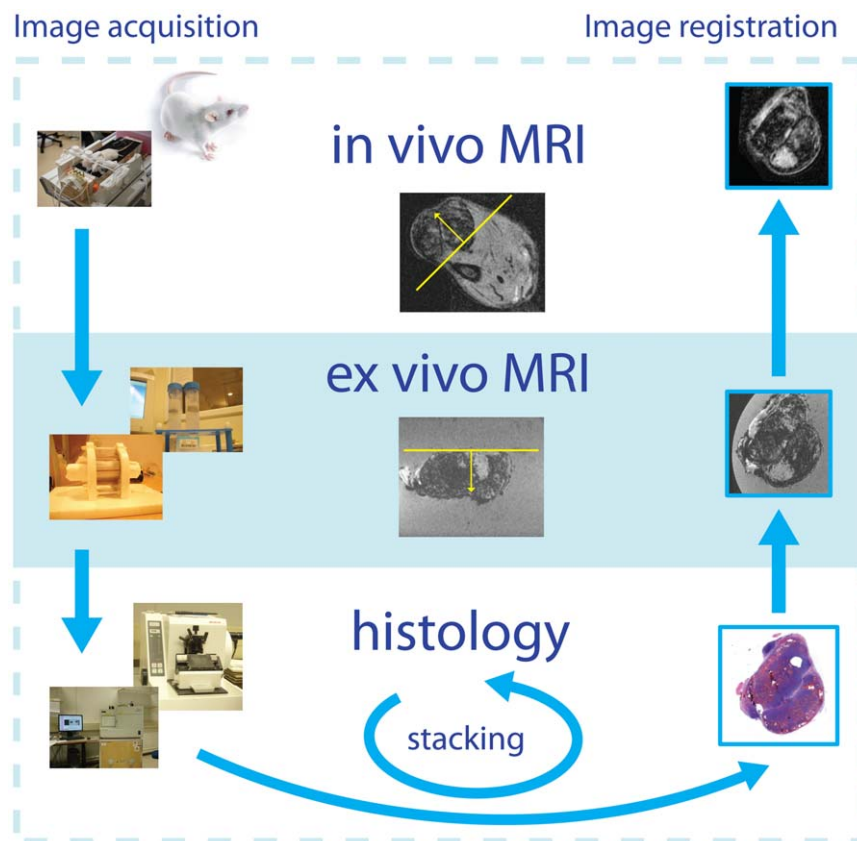 Image acquisition
Image registration
in vivo MRI
ex vivo MRI
histology
stacking